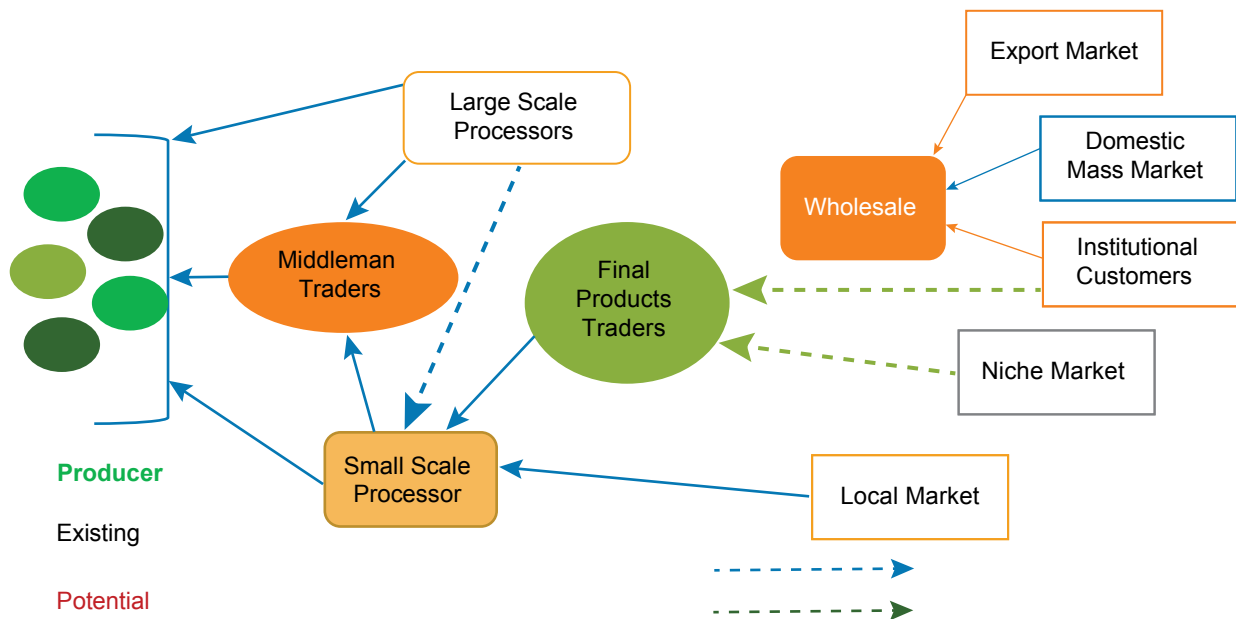 Export Market
Large Scale
Processors
Domestic
Mass Market
Wholesale
Middleman
Traders
Final
Products
Traders
Institutional
Customers
Niche Market
Small Scale
Processor
Local Market
Producer
Existing
Potential